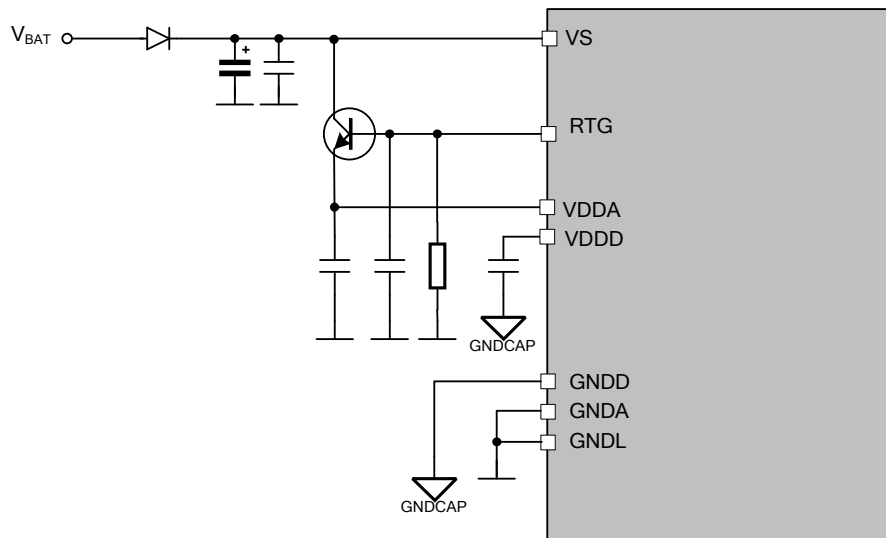 VBAT
+
VS
RTG
VDDA
VDDD
GNDCAP
GNDD
GNDA
GNDL
GNDCAP